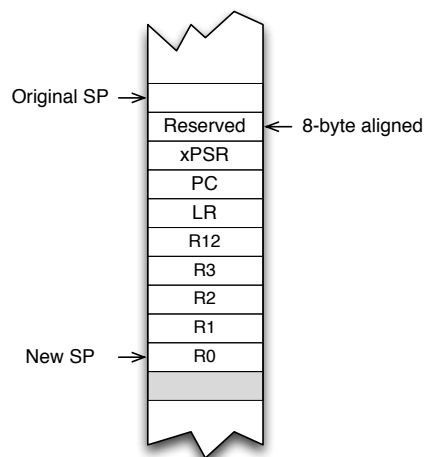 Original SP
Reserved 8-byte aligned
xPSR
PC
LR
R12
R3
R2
R1
New SP R0